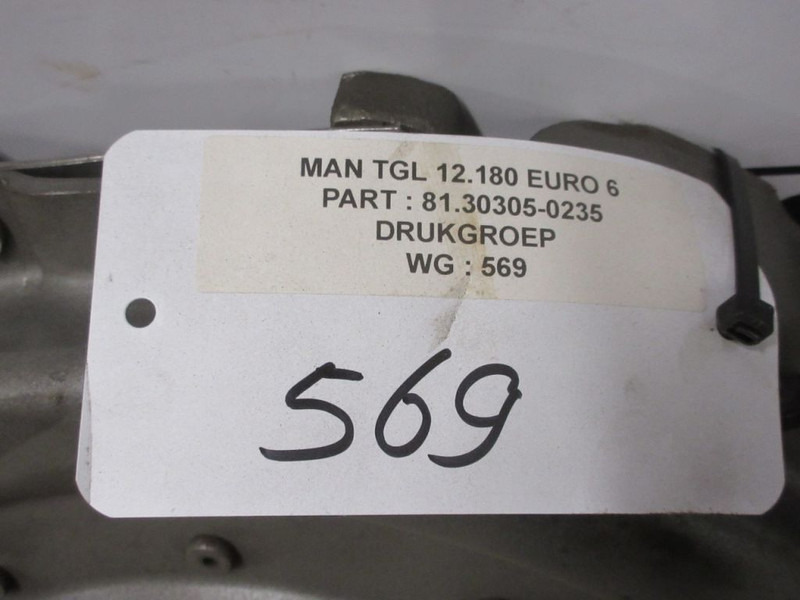 MAN TGL 12.180 EURO 6
PART : 81.30305-0235
DRUKGROEP
WG : 569
569